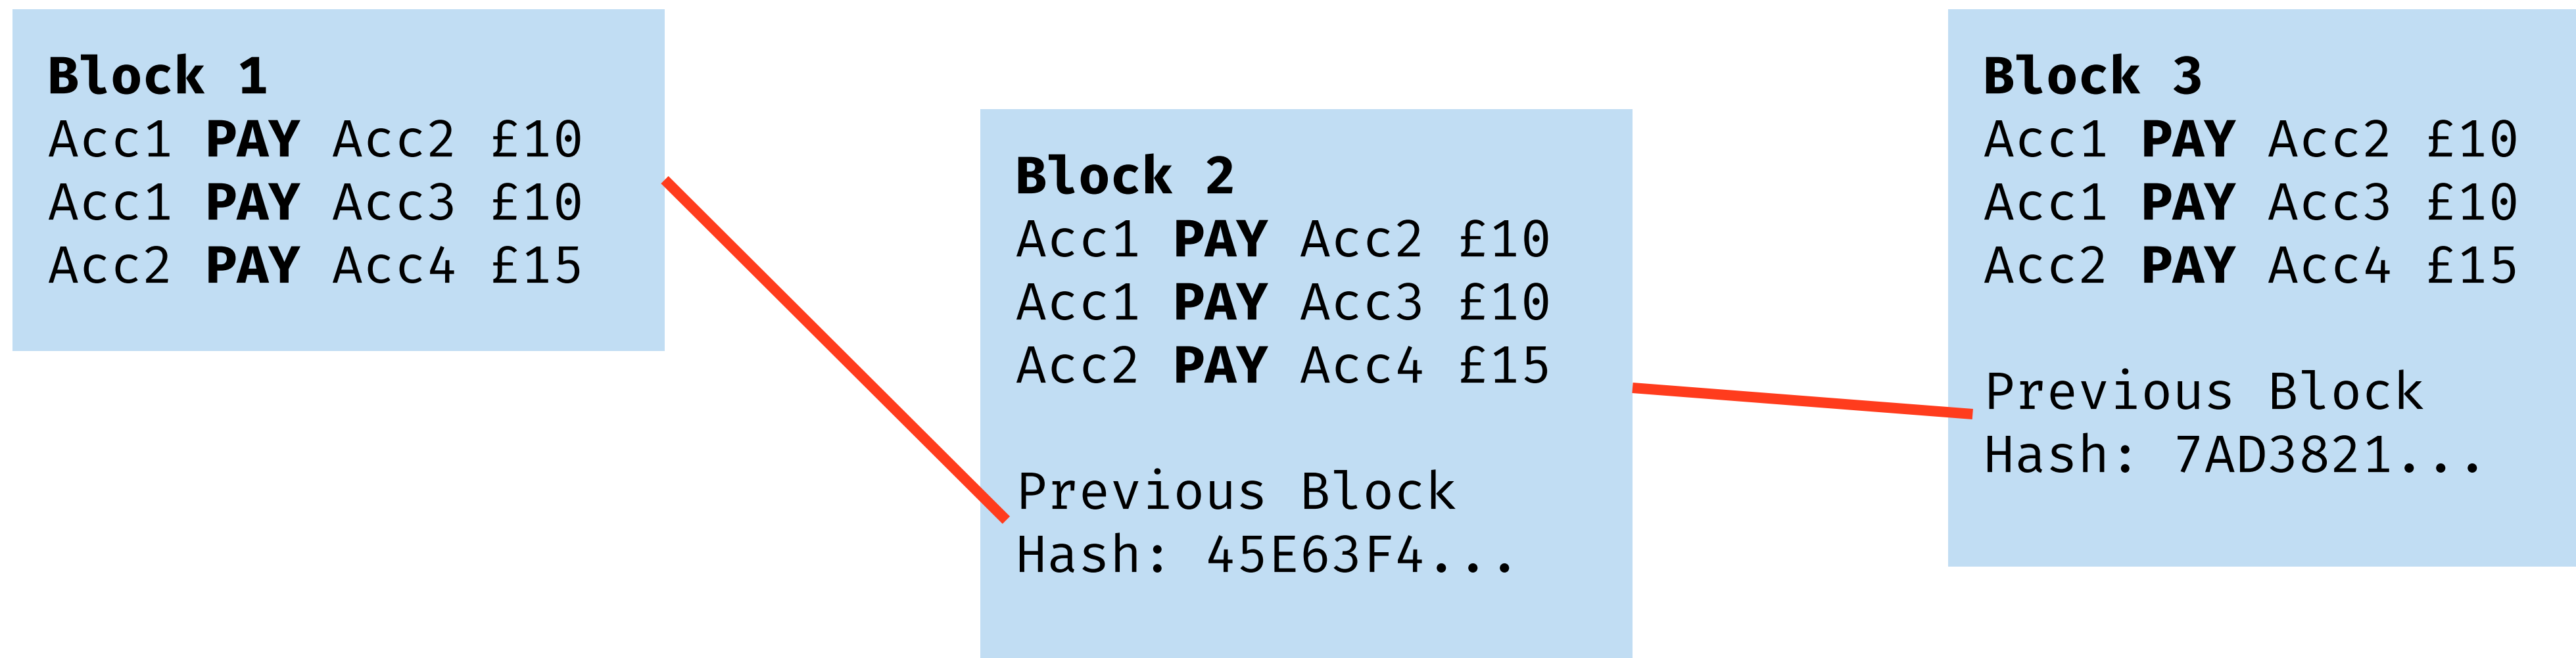 Block 1
Acc1 PAY Acc2 £10
Acc1 PAY Acc3 £10
Acc2 PAY Acc4 £15
Block 2
Acc1 PAY Acc2 £10
Acc1 PAY Acc3 £10
Acc2 PAY Acc4 £15
Previous Block
Hash: 45E63F4...
Block 3
Acc1 PAY Acc2 £10
Acc1 PAY Acc3 £10
Acc2 PAY Acc4 £15
Previous Block
Hash: 7AD3821...